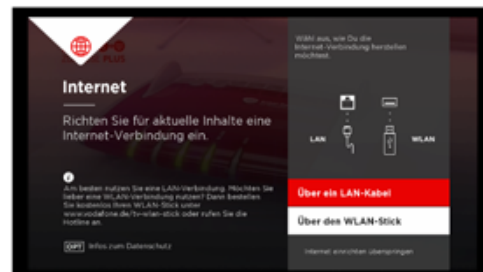 PLUS
Internet
Richten Sie für aktuelle Inhalte eine
Internet-Verbindung ein.
Am besten nutzen Sie eine LAN-Verbindung. Möchten Sie
lieber eine WLAN-Verbindung nutzen? Dann bestellen
Sie kostenlos Ihren WLAN-Stick unter
www.vodafone.de/tv-wlan-stick oder rufen Sie die
Hotline an.
OPT Infos zum Datenschutz
Wähl aus, wie Du die
Internet-Verbindung herstellen
möchtest.
LAN
WLAN
Über ein LAN-Kabel
Über den WLAN-Stick
Internet einrichten überspringen